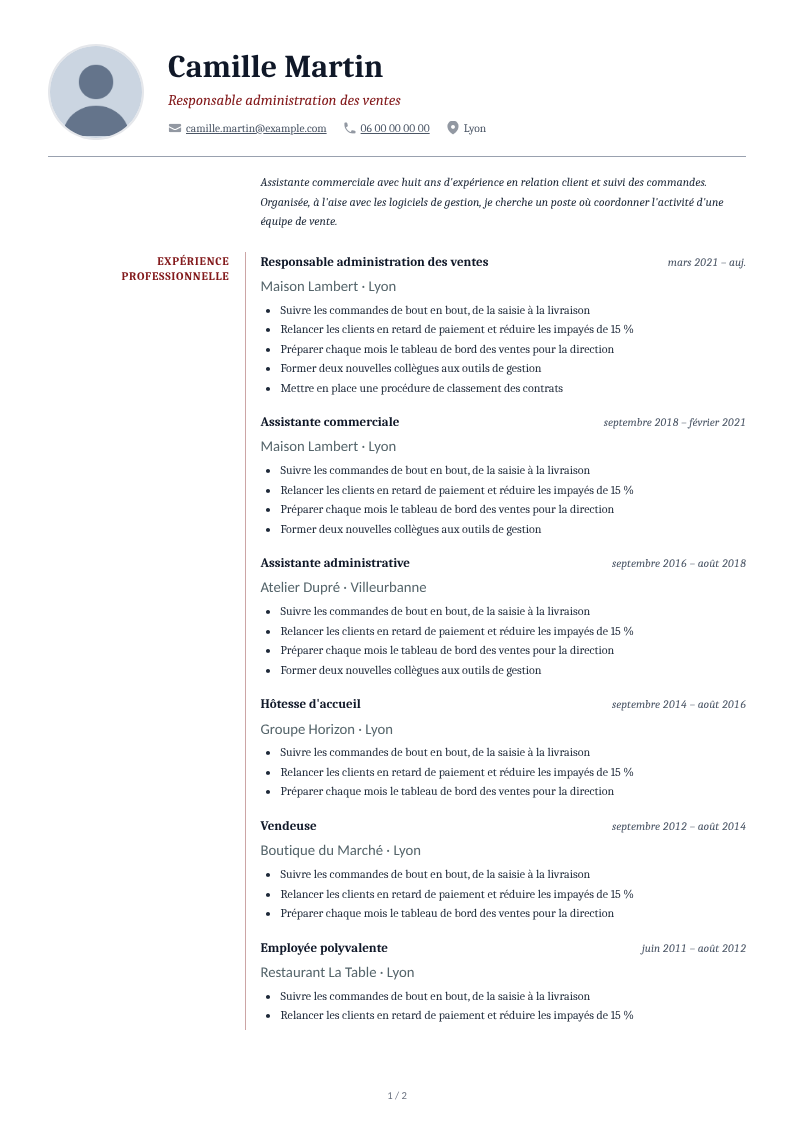 Camille Martin
Responsable administration des ventes
camille.martin@example.com 06 00 00 00 00 Lyon
Assistante commerciale avec huit ans d'expérience en relation client et suivi des commandes.
Organisée, à l'aise avec les logiciels de gestion, je cherche un poste où coordonner l'activité d'une
équipe de vente.
EXPÉRIENCE
PROFESSIONNELLE
Responsable administration des ventes mars 2021 – auj.
Maison Lambert · Lyon
• Suivre les commandes de bout en bout, de la saisie à la livraison
• Relancer les clients en retard de paiement et réduire les impayés de 15 %
• Préparer chaque mois le tableau de bord des ventes pour la direction
• Former deux nouvelles collègues aux outils de gestion
• Mettre en place une procédure de classement des contrats
Assistante commerciale septembre 2018 – février 2021
Maison Lambert · Lyon
• Suivre les commandes de bout en bout, de la saisie à la livraison
• Relancer les clients en retard de paiement et réduire les impayés de 15 %
• Préparer chaque mois le tableau de bord des ventes pour la direction
• Former deux nouvelles collègues aux outils de gestion
Assistante administrative septembre 2016 – août 2018
Atelier Dupré · Villeurbanne
• Suivre les commandes de bout en bout, de la saisie à la livraison
• Relancer les clients en retard de paiement et réduire les impayés de 15 %
• Préparer chaque mois le tableau de bord des ventes pour la direction
• Former deux nouvelles collègues aux outils de gestion
Hôtesse d'accueil septembre 2014 – août 2016
Groupe Horizon · Lyon
• Suivre les commandes de bout en bout, de la saisie à la livraison
• Relancer les clients en retard de paiement et réduire les impayés de 15 %
• Préparer chaque mois le tableau de bord des ventes pour la direction
Vendeuse septembre 2012 – août 2014
Boutique du Marché · Lyon
• Suivre les commandes de bout en bout, de la saisie à la livraison
• Relancer les clients en retard de paiement et réduire les impayés de 15 %
• Préparer chaque mois le tableau de bord des ventes pour la direction
Employée polyvalente juin 2011 – août 2012
Restaurant La Table · Lyon
• Suivre les commandes de bout en bout, de la saisie à la livraison
• Relancer les clients en retard de paiement et réduire les impayés de 15 %
1 / 2